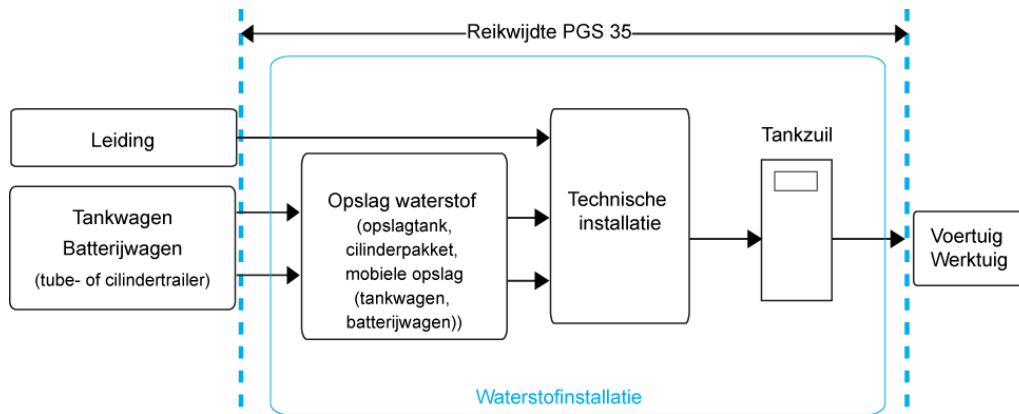 Reikwijdte PGS 35
Leiding
Tankwagen
Batterijwagen
(tube- of cilindertrailer)
Opslag waterstof
(opslagtank,
cilinderpakket,
mobiele opslag
(tankwagen,
batterijwagen))
Technische
installatie
Tankzuil
Voertuig
Werktuig
Waterstofinstallatie